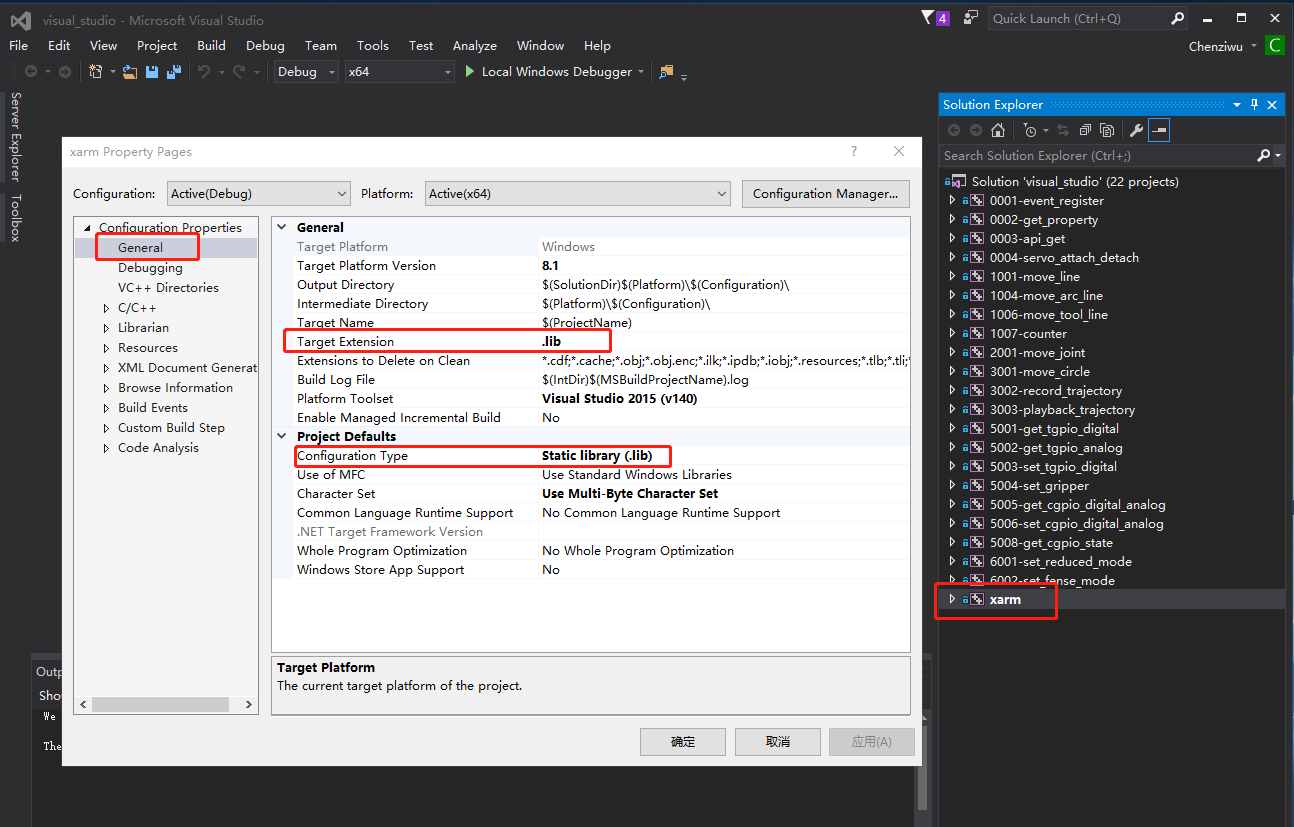 visual_studio - Microsoft Visual Studio
4
Quick Launch (Ctrl+Q)
File Edit View Project Build Debug Team Tools Test Analyze Window Help
Chenziwu C
Debug x64 Local Windows Debugger
Server Explorer
Toolbox
xarm Property Pages
?
Configuration: Active(Debug) Platform: Active(x64) Configuration Manager...
Configuration Properties
General
Debugging
VC++ Directories
C/C++
Librarian
Resources
XML Document Generat
Browse Information
Build Events
Custom Build Step
Code Analysis
General
Target Platform Windows
Target Platform Version 8.1
Output Directory $(SolutionDir)$(Platform)\$(Configuration)\
Intermediate Directory $(Platform)\$(Configuration)\
Target Name $(ProjectName)
Target Extension .lib
Extensions to Delete on Clean *.cdf;*.cache;*.obj;*.obj.enc;*.ilk;*.ipdb;*.iobj;*.resources;*.tlb;*.tli;*
Build Log File $(IntDir)$(MSBuildProjectName).log
Platform Toolset Visual Studio 2015 (v140)
Enable Managed Incremental Build No
Project Defaults
Configuration Type Static library (.lib)
Use of MFC Use Standard Windows Libraries
Character Set Use Multi-Byte Character Set
Common Language Runtime Support No Common Language Runtime Support
.NET Target Framework Version
Whole Program Optimization No Whole Program Optimization
Windows Store App Support No
Target Platform
The current target platform of the project.
确定 取消 应用(A)
Outp
Sho
We
The
Solution Explorer
Search Solution Explorer (Ctrl+;)
Solution 'visual_studio' (22 projects)
0001-event_register
0002-get_property
0003-api_get
0004-servo_attach_detach
1001-move_line
1004-move_arc_line
1006-move_tool_line
1007-counter
2001-move_joint
3001-move_circle
3002-record_trajectory
3003-playback_trajectory
5001-get_tgpio_digital
5002-get_tgpio_analog
5003-set_tgpio_digital
5004-set_gripper
5005-get_cgpio_digital_analog
5006-set_cgpio_digital_analog
5008-get_cgpio_state
6001-set_reduced_mode
6002-set_fense_mode
xarm